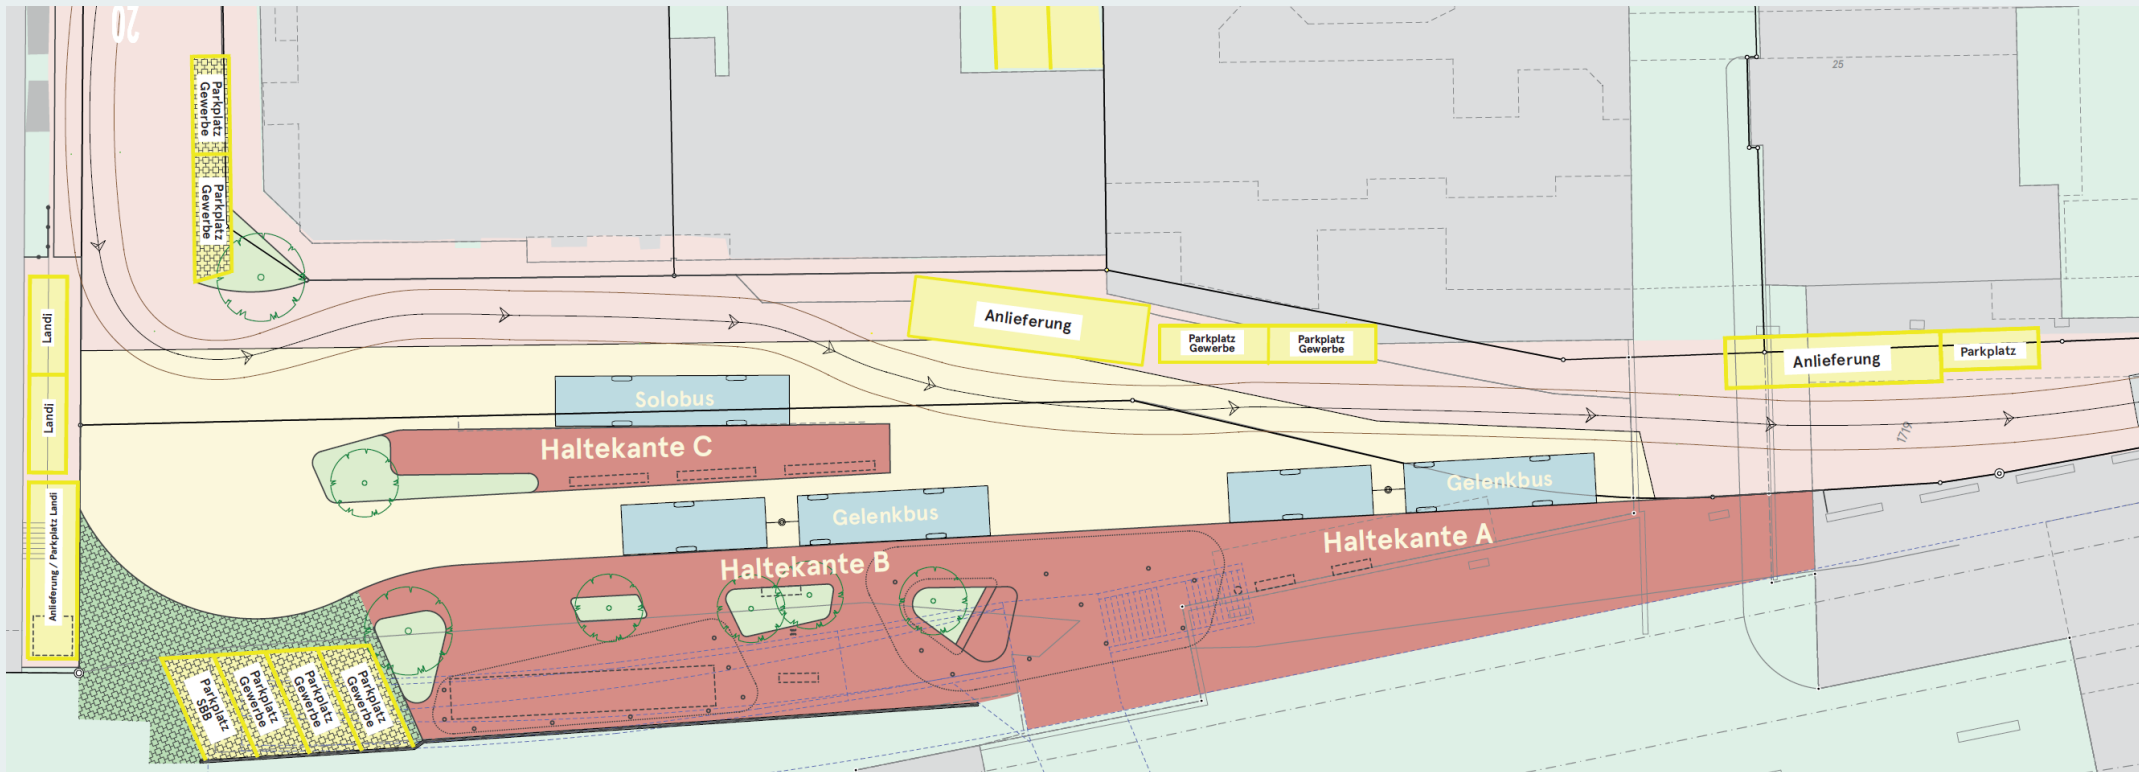 20
25
Parkplatz
Gewerbe
Parkplatz
Gewerbe
Landi
Landi
Anlieferung / Parkplatz Landi
Anlieferung
Parkplatz
Gewerbe
Parkplatz
Gewerbe
Anlieferung
Parkplatz
Solobus
Haltekante C
1719
Gelenkbus
Gelenkbus
Haltekante A
Haltekante B
Parkplatz
SBB
Parkplatz
Gewerbe
Parkplatz
Gewerbe
Parkplatz
Gewerbe